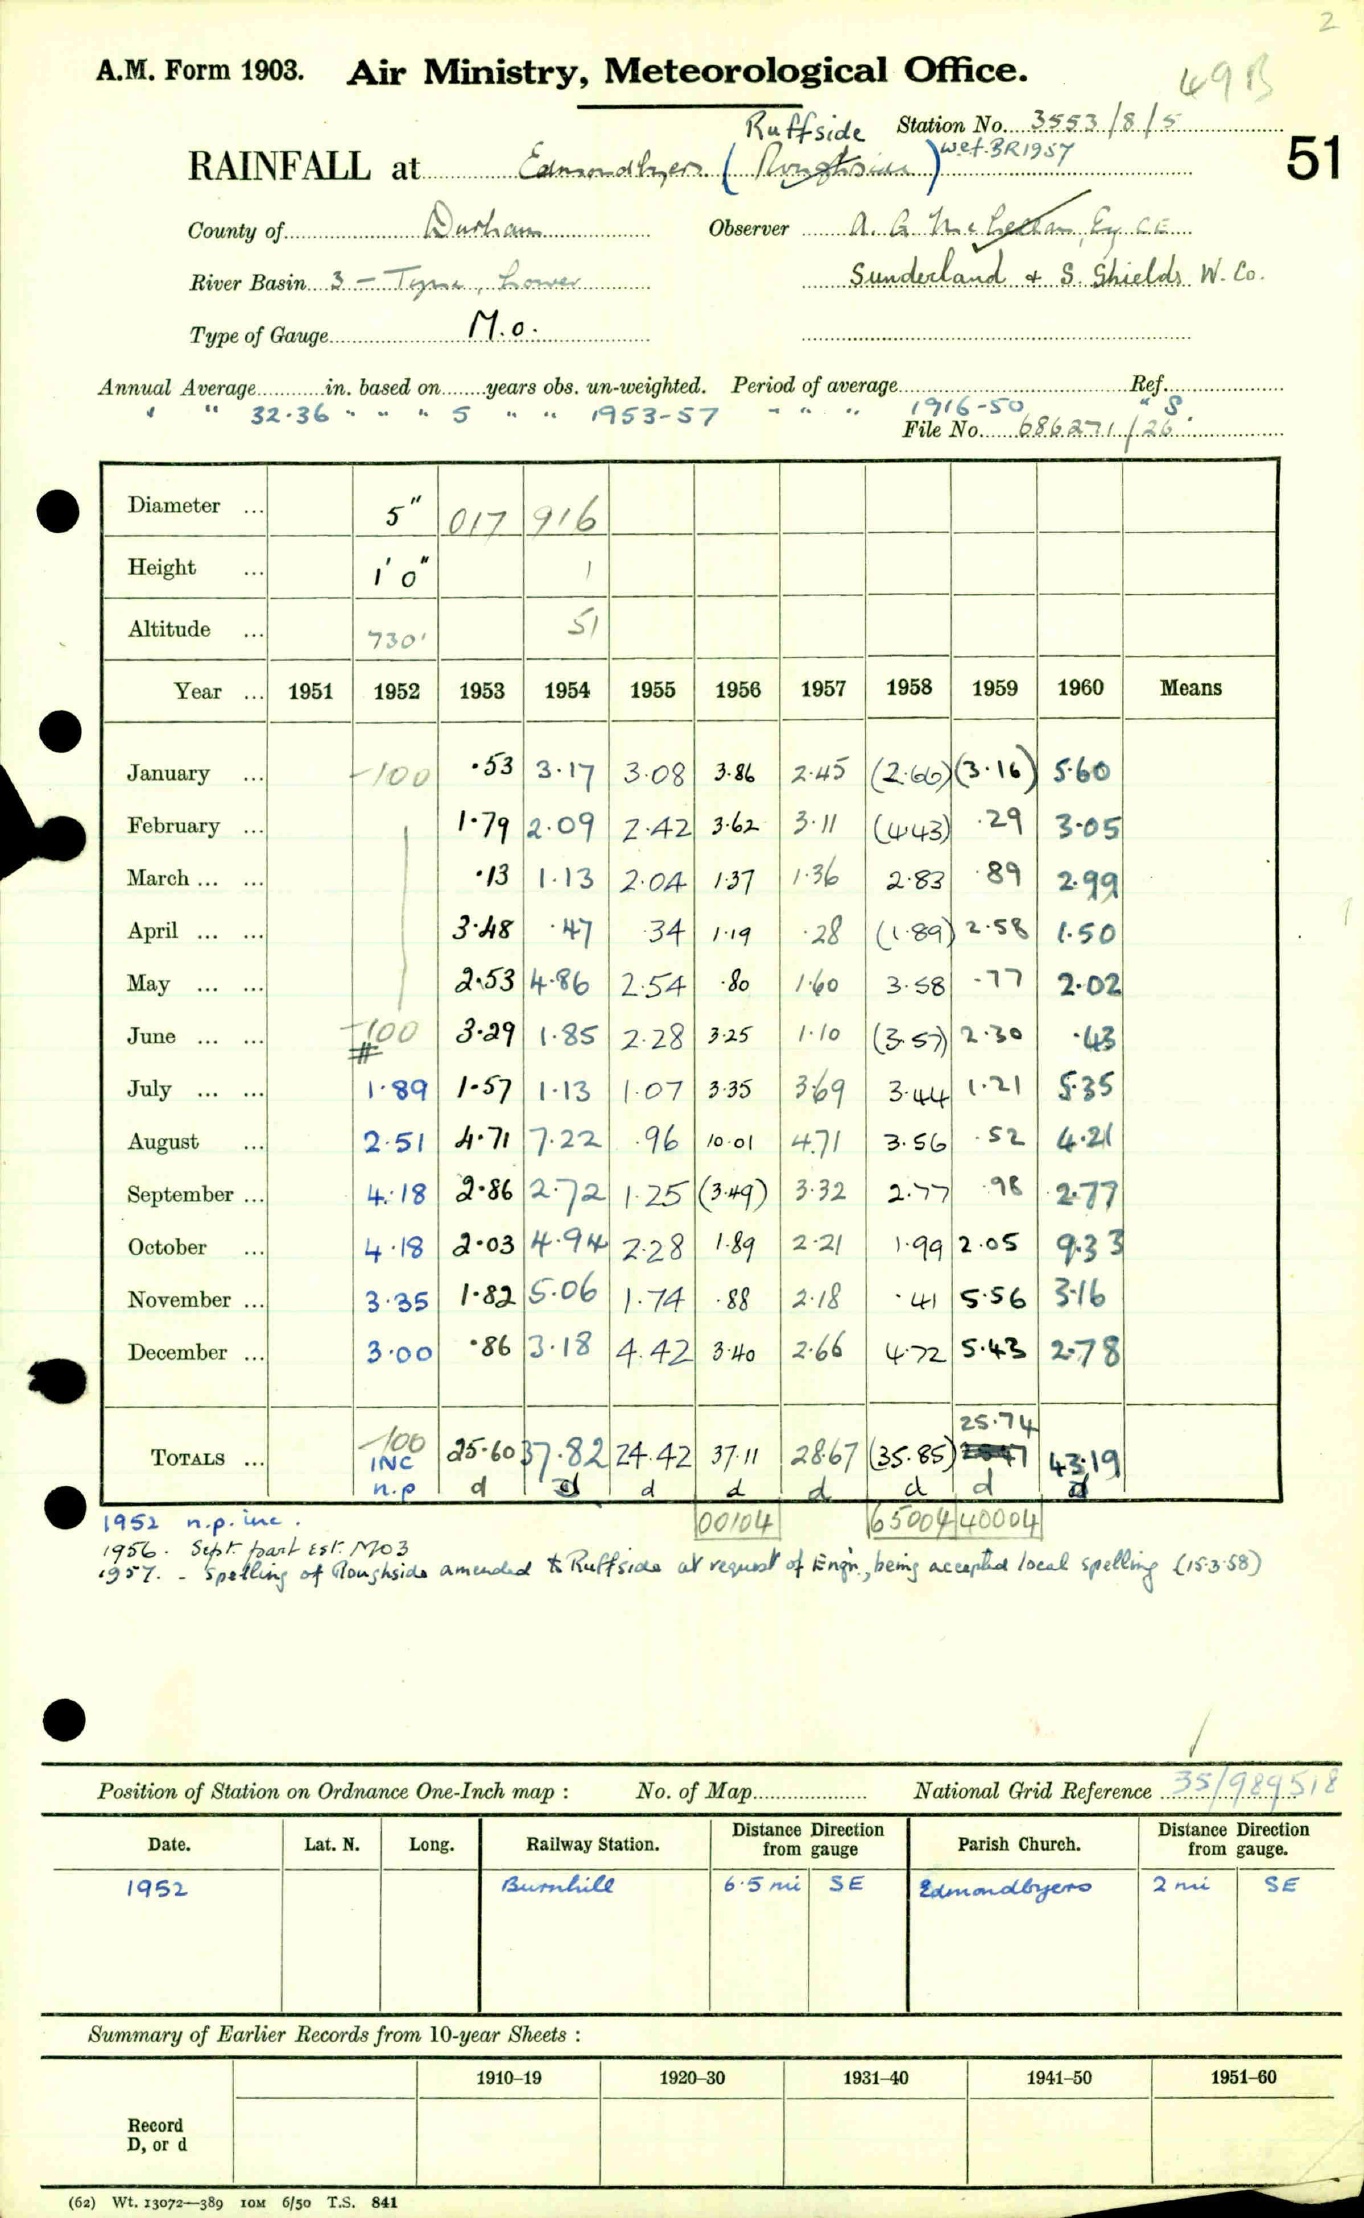 2
A.M. Form 1903. Air Ministry, Meteorological Office. 49B
Ruffside Station No. 3553/8/5
RAINFALL at Edmondbyers (Roughside) w.e.f. BR1957 51
County of Durham Observer A. G. McLellan, Esq CE
River Basin 3 - Tyne, Lower Sunderland & S. Shields W. Co.
Type of Gauge M.O.
Annual Average in. based on years obs. un-weighted. Period of average Ref.
" " 32.36 " " " 5 " " 1953-57 " " " 1916-50 " S.
File No. 686271/26
Diameter ... 5" 017 916
Height ... 1' 0" 1
Altitude ... 730' 51
Year ... 1951 1952 1953 1954 1955 1956 1957 1958 1959 1960 Means
January ... -100 .53 3.17 3.08 3.86 2.45 (2.66) (3.16) 5.60
February ... 1.79 2.09 2.42 3.62 3.11 (4.43) .29 3.05
March ... ... .13 1.13 2.04 1.37 1.36 2.83 .89 2.99
April ... ... 3.48 .47 .34 1.19 .28 (1.89) 2.58 1.50
May ... ... 2.53 4.86 2.54 .80 1.60 3.58 .77 2.02
June ... ... -100 3.29 1.85 2.28 3.25 1.10 (3.57) 2.30 .43
#
July ... ... 1.89 1.57 1.13 1.07 3.35 3.69 3.44 1.21 5.35
August ... 2.51 4.71 7.22 .96 10.01 4.71 3.56 .52 4.21
September ... 4.18 2.86 2.72 1.25 (3.49) 3.32 2.77 .98 2.77
October ... 4.18 2.03 4.94 2.28 1.89 2.21 1.99 2.05 9.33
November ... 3.35 1.82 5.06 1.74 .88 2.18 .41 5.56 3.16
December ... 3.00 .86 3.18 4.42 3.40 2.66 4.72 5.43 2.78
25.74
TOTALS ... -100 25.60 37.82 24.42 37.11 28.67 (35.85) 43.19
INC
n.p d d d d d d d d
00104 65004 40004
1952 n.p. inc.
1956. Sept. part Est. MO3
1957. - Spelling of Roughside amended to Ruffside at request of Engr., being accepted local spelling (15.3.58)
Position of Station on Ordnance One-Inch map : No. of Map National Grid Reference 35/989518
Date. Lat. N. Long. Railway Station. Distance from Direction gauge Parish Church. Distance from Direction gauge.
1952 Burnhill 6.5 mi SE Edmondbyers 2 mi SE
Summary of Earlier Records from 10-year Sheets :
1910–19 1920–30 1931–40 1941–50 1951–60
Record
D, or d
(62) Wt. 13072—389 10M 6/50 T.S. 841